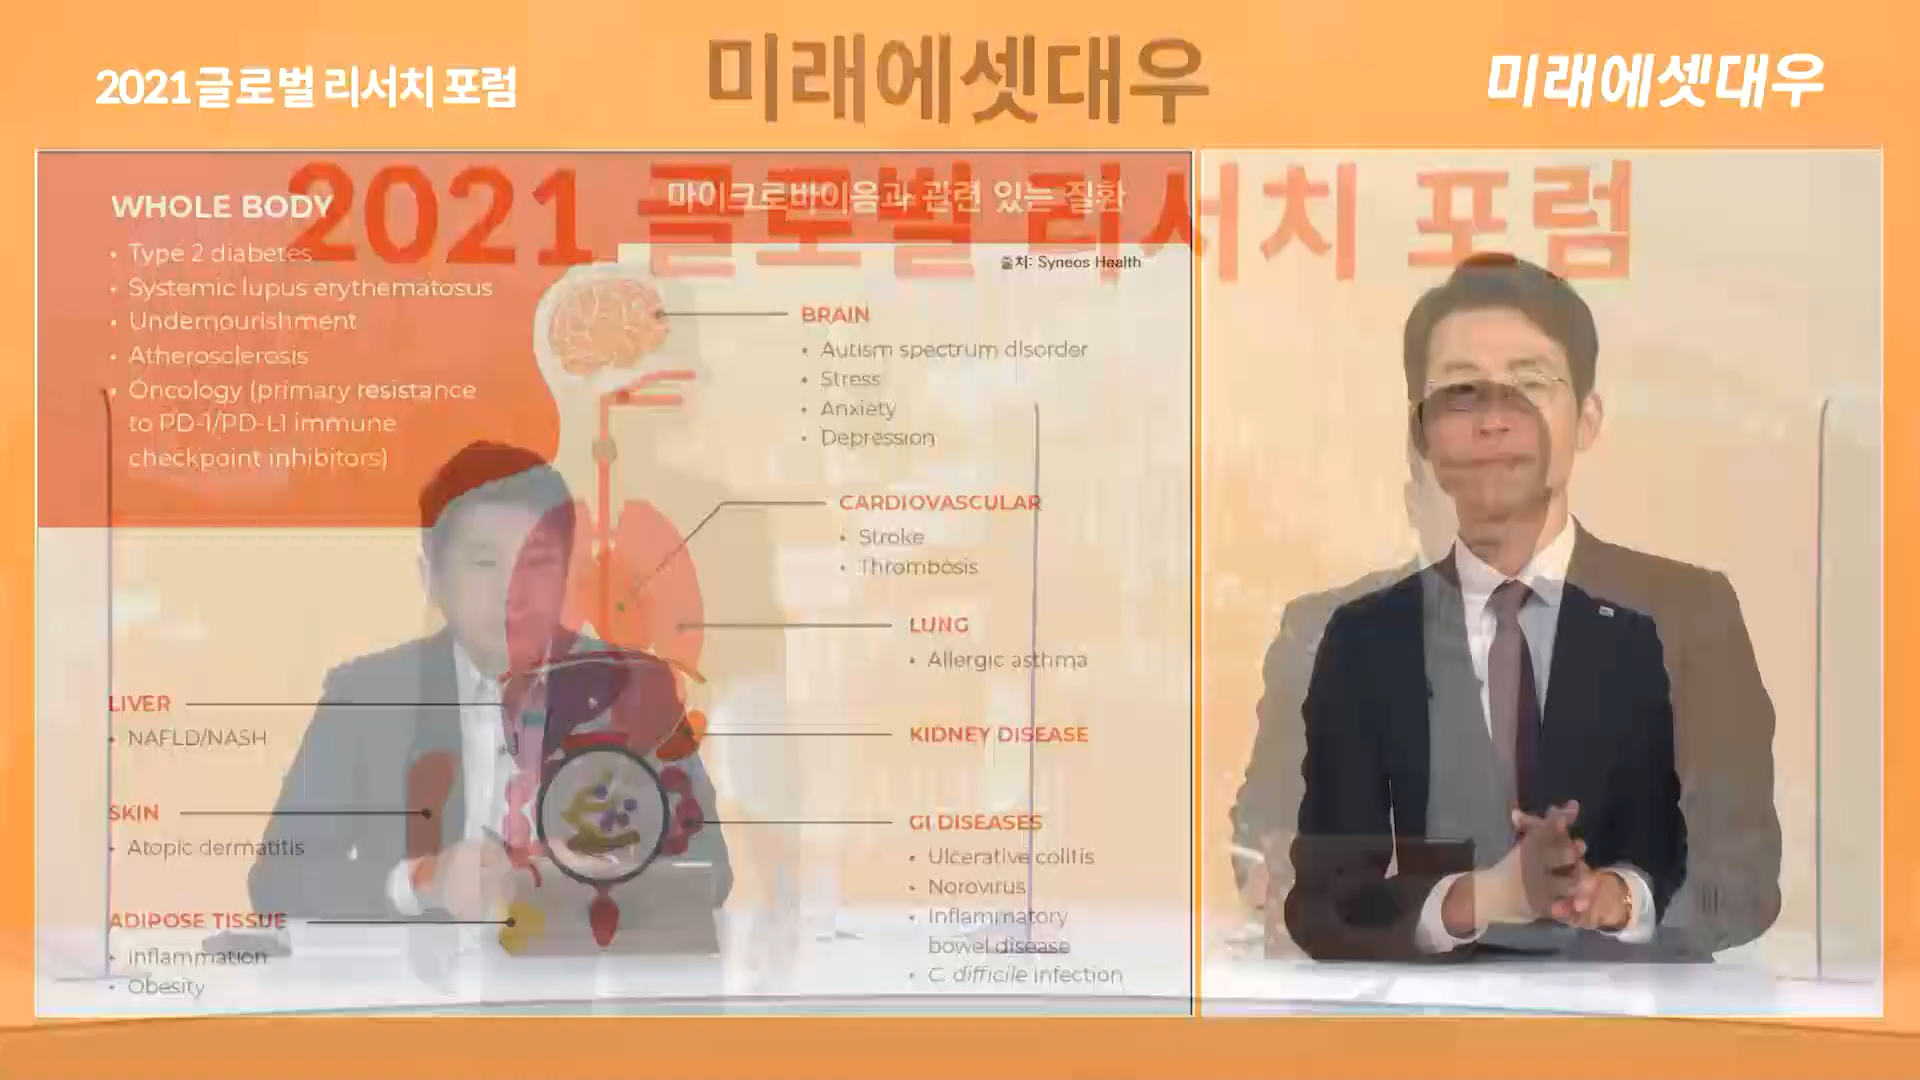 미래에셋대우
2021 글로벌 리서치 포럼
미래에셋대우
2021 글로벌 리서치 포럼
마이크로바이옴과 관련 있는 질환
출처: Syneos Health
WHOLE BODY
• Type 2 diabetes
• Systemic lupus erythematosus
• Undernourishment
• Atherosclerosis
• Oncology (primary resistance
to PD-1/PD-L1 immune
checkpoint inhibitors)
BRAIN
• Autism spectrum disorder
• Stress
• Anxiety
• Depression
CARDIOVASCULAR
• Stroke
• Thrombosis
LUNG
• Allergic asthma
LIVER
• NAFLD/NASH
KIDNEY DISEASE
SKIN
• Atopic dermatitis
GI DISEASES
• Ulcerative colitis
• Norovirus
• Inflammatory
bowel disease
• C. difficile infection
ADIPOSE TISSUE
• Inflammation
• Obesity